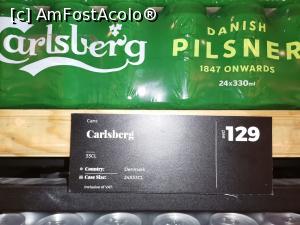 [c] AmFostAcolo®
Carlsberg
DANISH
PILSNER
1847 ONWARDS
24x330ml
Cans
Carlsberg
129
33CL
Country: Denmark
Case Size: 24X33CL
Inclusive of VAT